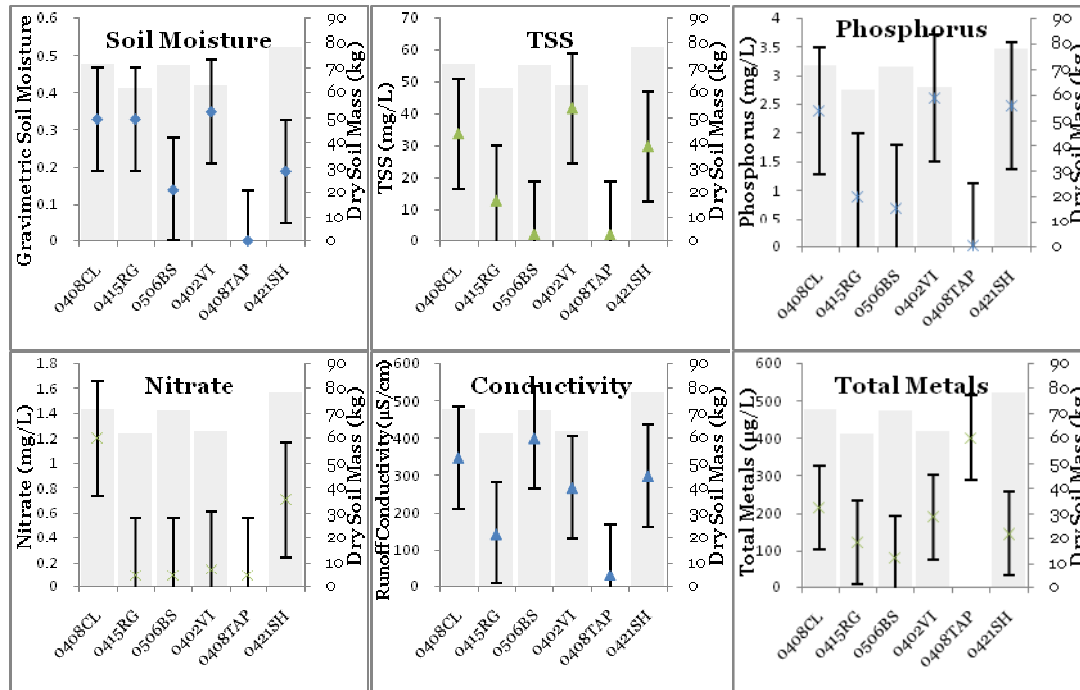 Soil Moisture
Gravimetric Soil Moisture
0.6
0.5
0.4
0.3
0.2
0.1
0
90
80
70
60
50
40
30
20
10
0
Dry Soil Mass (kg)
0408CL
0415RG
0506BS
0402VI
0408TAP
0421SH
TSS
TSS (mg/L)
70
60
50
40
30
20
10
0
90
80
70
60
50
40
30
20
10
0
Dry Soil Mass (kg)
0408CL
0415RG
0506BS
0402VI
0408TAP
0421SH
Phosphorus
Phosphorus (mg/L)
4
3.5
3
2.5
2
1.5
1
0.5
0
90
80
70
60
50
40
30
20
10
0
Dry Soil Mass (kg)
0408CL
0415RG
0506BS
0402VI
0408TAP
0421SH
Nitrate
Nitrate (mg/L)
1.8
1.6
1.4
1.2
1
0.8
0.6
0.4
0.2
0
90
80
70
60
50
40
30
20
10
0
Dry Soil Mass (kg)
0408CL
0415RG
0506BS
0402VI
0408TAP
0421SH
Conductivity
Runoff Conductivity (µS/cm)
600
500
400
300
200
100
0
90
80
70
60
50
40
30
20
10
0
Dry Soil Mass (kg)
0408CL
0415RG
0506BS
0402VI
0408TAP
0421SH
Total Metals
Total Metals (µg/L)
600
500
400
300
200
100
0
90
80
70
60
50
40
30
20
10
0
Dry Soil Mass (kg)
0408CL
0415RG
0506BS
0402VI
0408TAP
0421SH